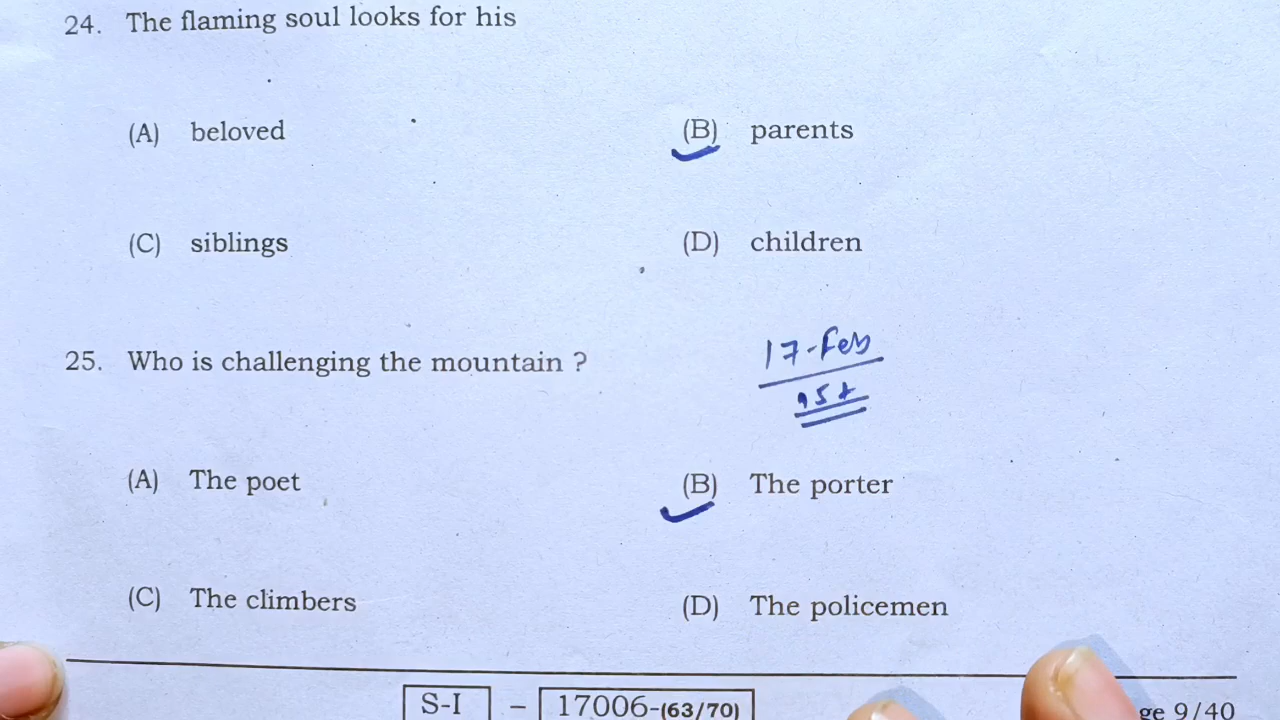 24. The flaming soul looks for his
(A) beloved (B) parents
(C) siblings (D) children
25. Who is challenging the mountain ?
17-Feb
1st
(A) The poet (B) The porter
(C) The climbers (D) The policemen
S-I – 17006-(63/70) ge 9/40